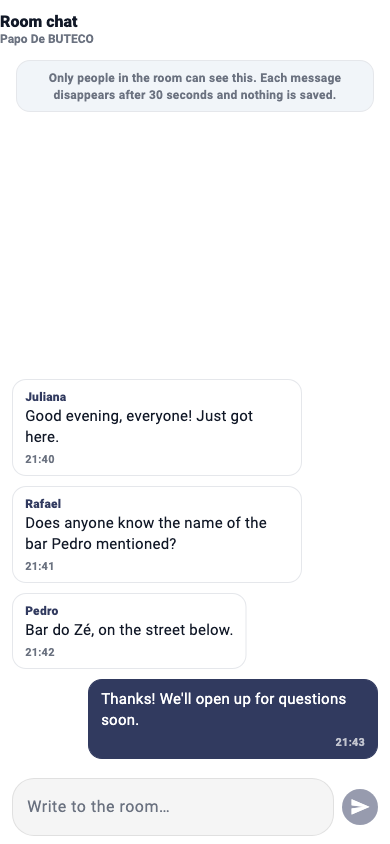 Room chat
Papo De BUTECO
Only people in the room can see this. Each message
disappears after 30 seconds and nothing is saved.
Juliana
Good evening, everyone! Just got
here.
21:40
Rafael
Does anyone know the name of the
bar Pedro mentioned?
21:41
Pedro
Bar do Zé, on the street below.
21:42
Thanks! We'll open up for questions
soon.
21:43
Write to the room…